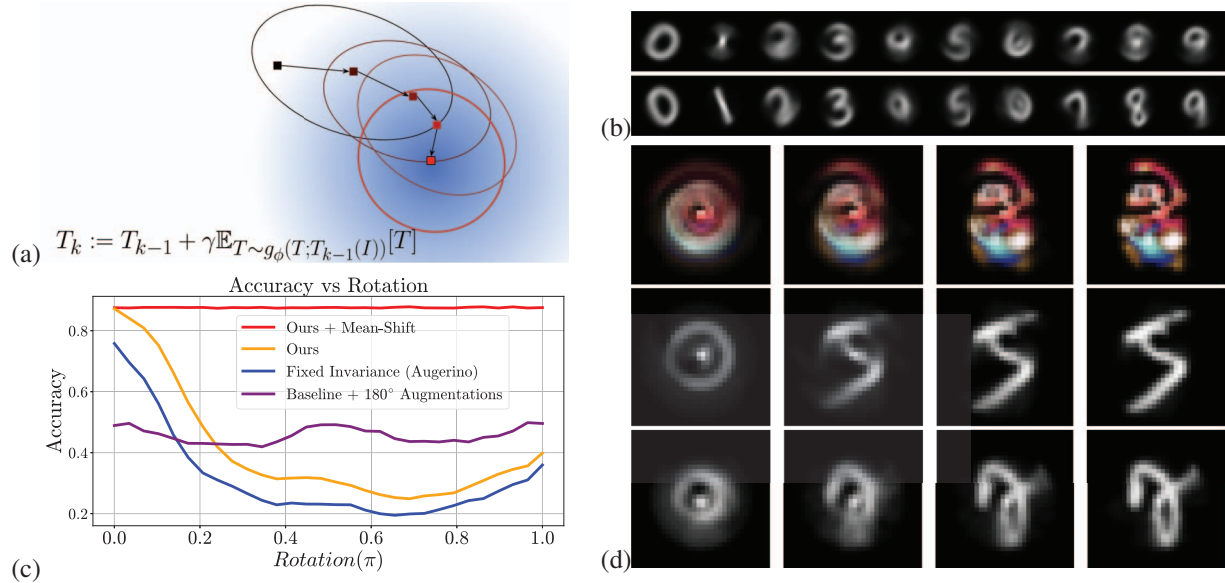 (a)
T_k := T_{k-1} + γ𝔼_{T∼g_ϕ(T;T_{k-1}(I))}[T]
(b)
Accuracy vs Rotation
Ours + Mean-Shift
Ours
Fixed Invariance (Augerino)
Baseline + 180° Augmentations
Accuracy
0.8
0.6
0.4
0.2
0.0 0.2 0.4 0.6 0.8 1.0
Rotation(π)
(c)
(d)